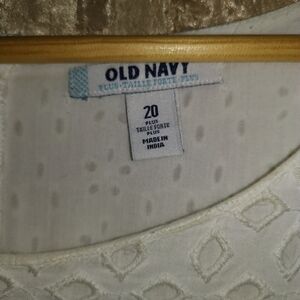 OLD NAVY
PLUS·TAILLE FORTE/PLUS
20
PLUS
TAILLE FORTE
PLUS
MADE IN
INDIA